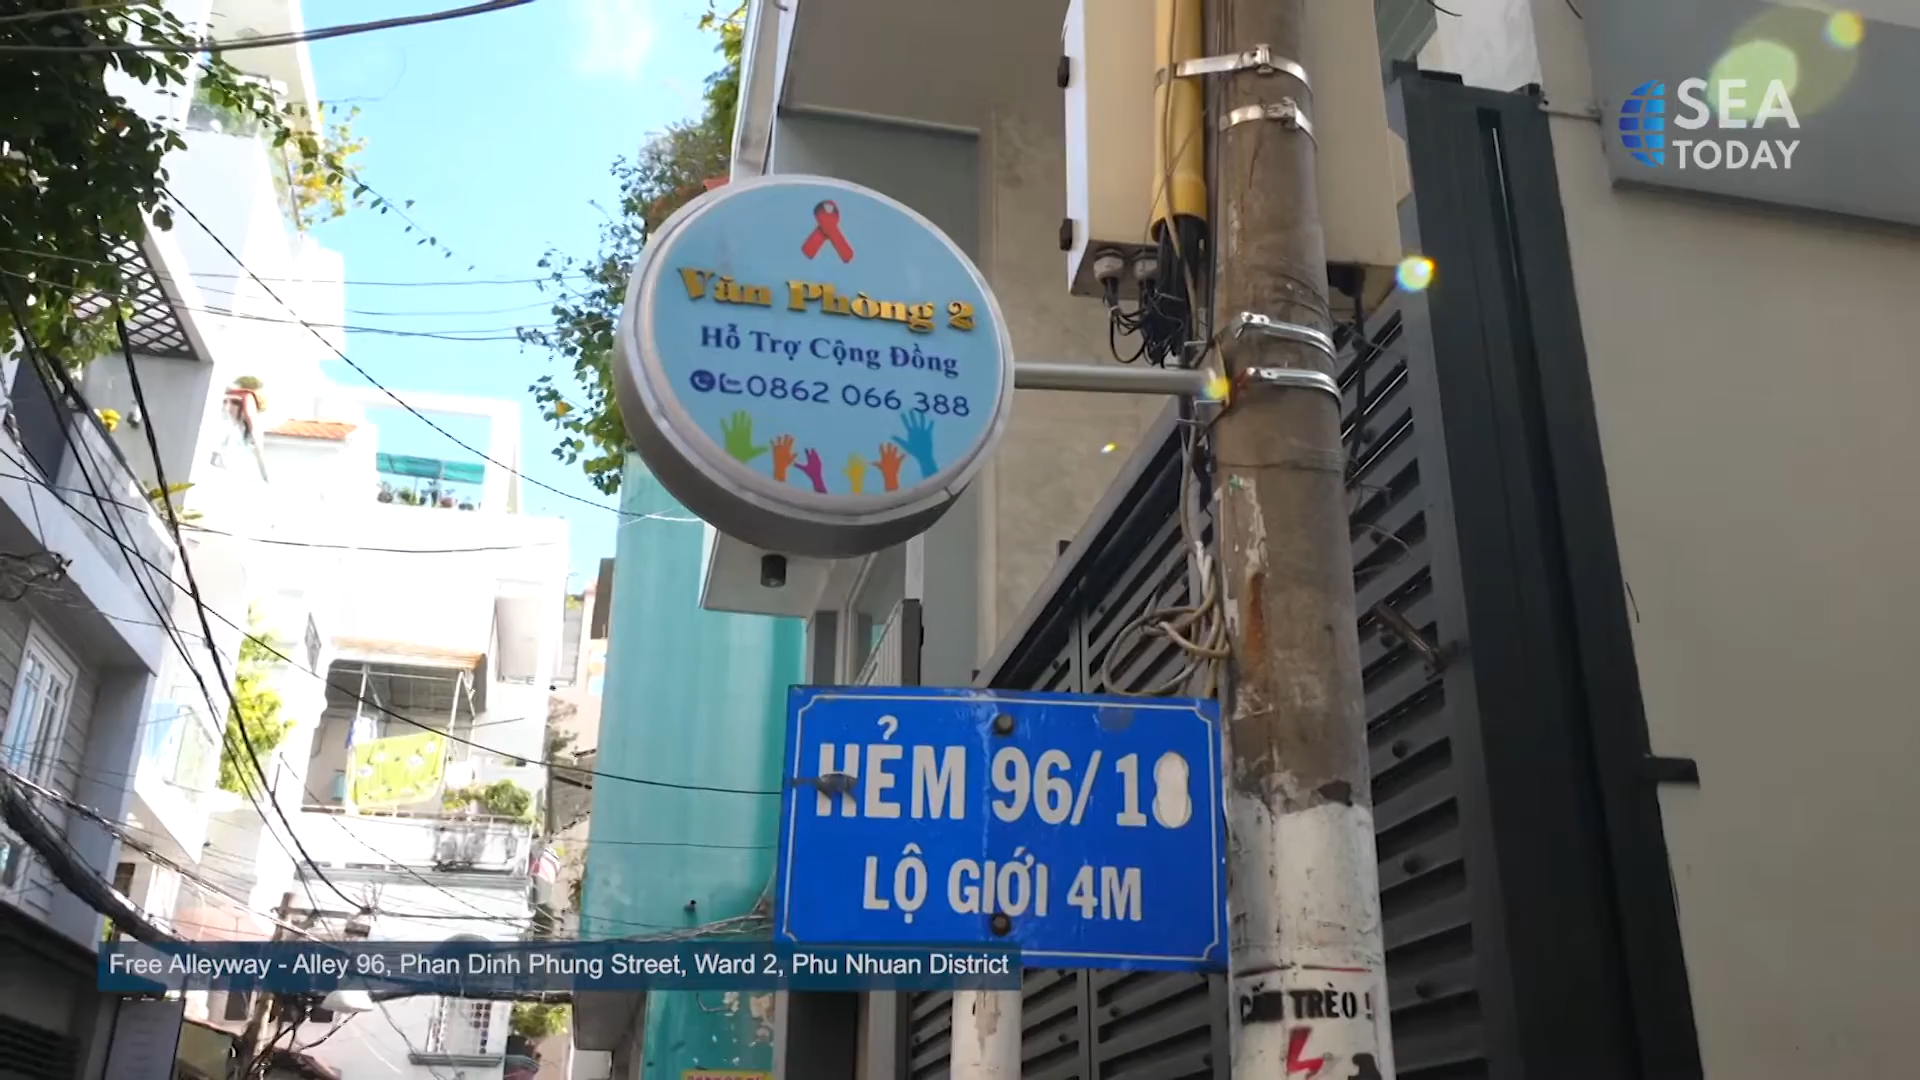 SEA
TODAY
Văn Phòng 2
Hỗ Trợ Cộng Đồng
0862 066 388
HẺM 96/18
LỘ GIỚI 4M
Free Alleyway - Alley 96, Phan Dinh Phung Street, Ward 2, Phu Nhuan District
CẤM TRÈO!